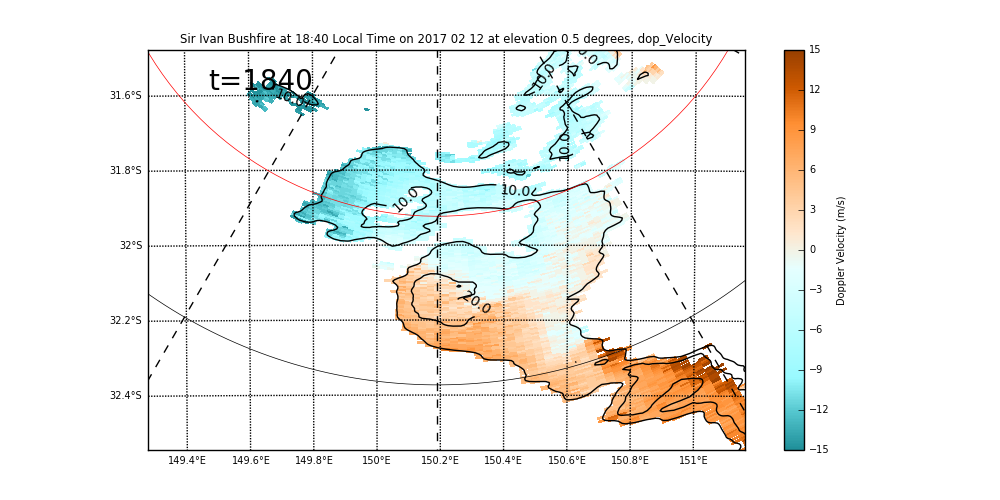 Sir Ivan Bushfire at 18:40 Local Time on 2017 02 12 at elevation 0.5 degrees, dop_Velocity
t=1840
10.0
10.0
10.0
10.0
10.0
20.0
31.6°S
31.8°S
32°S
32.2°S
32.4°S
149.4°E
149.6°E
149.8°E
150°E
150.2°E
150.4°E
150.6°E
150.8°E
151°E
15
12
9
6
3
0
−3
−6
−9
−12
−15
Doppler Velocity (m/s)